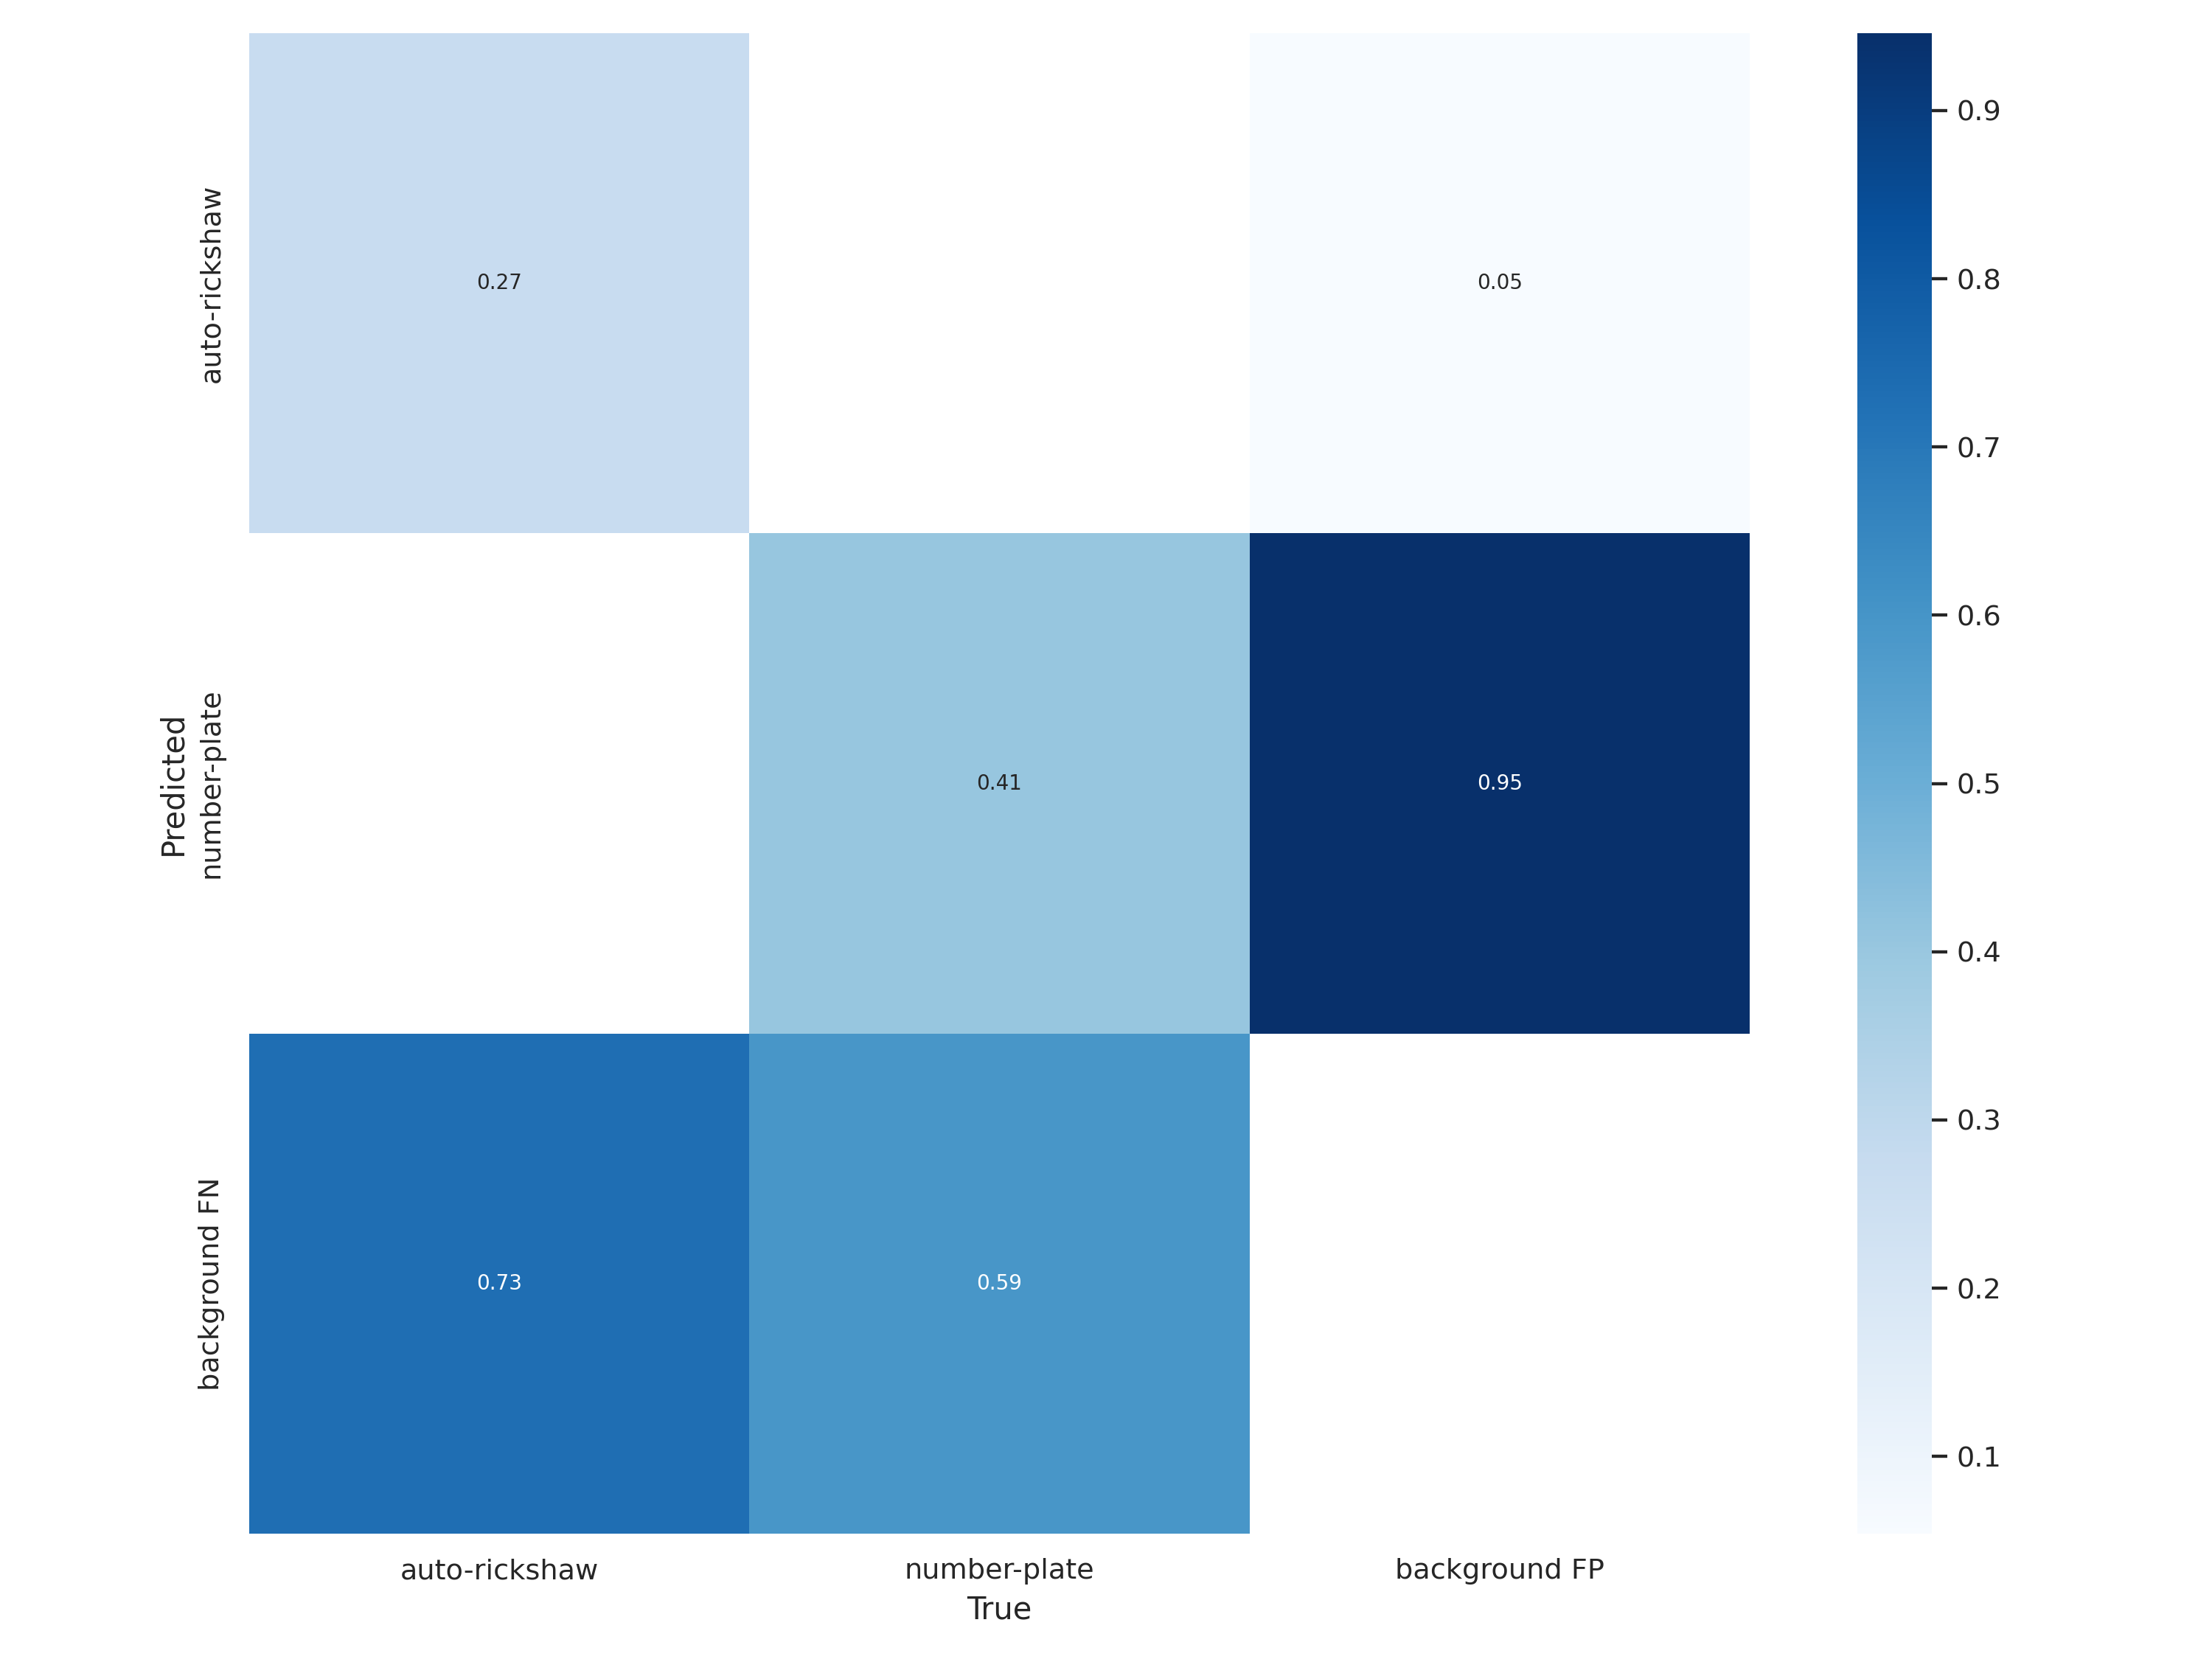 auto-rickshaw
0.27
0.05
Predicted
number-plate
0.41
0.95
background FN
0.73
0.59
auto-rickshaw
number-plate
background FP
True
0.9
0.8
0.7
0.6
0.5
0.4
0.3
0.2
0.1